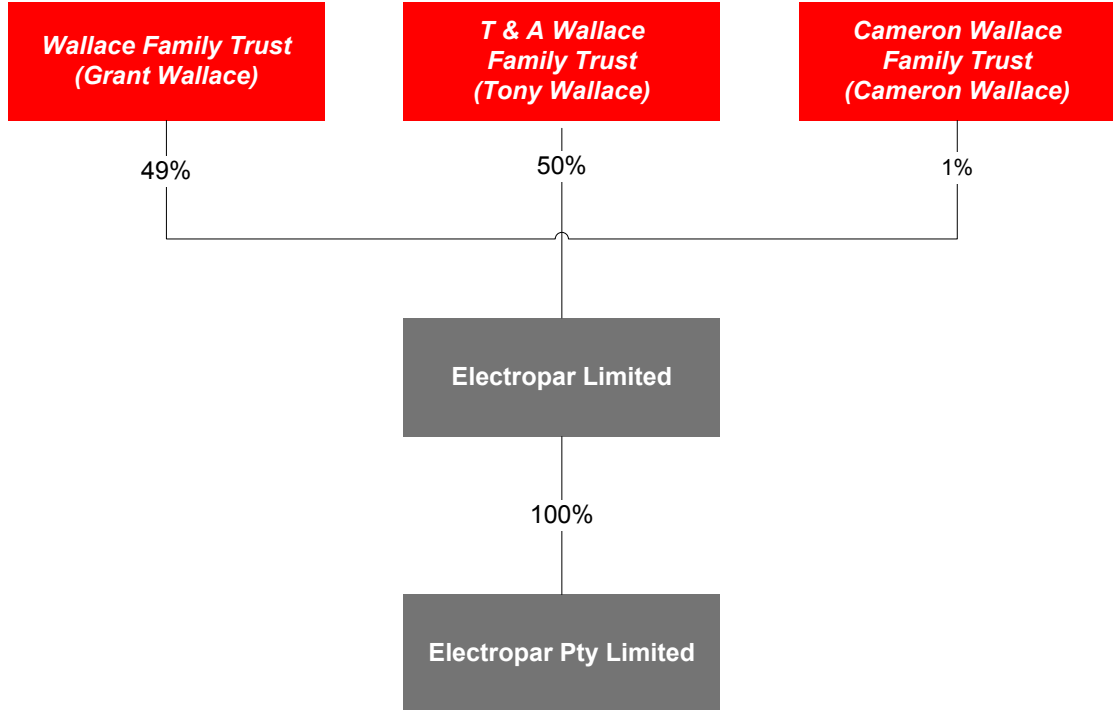 Wallace Family Trust
(Grant Wallace)
T & A Wallace
Family Trust
(Tony Wallace)
Cameron Wallace
Family Trust
(Cameron Wallace)
49%
50%
1%
Electropar Limited
100%
Electropar Pty Limited